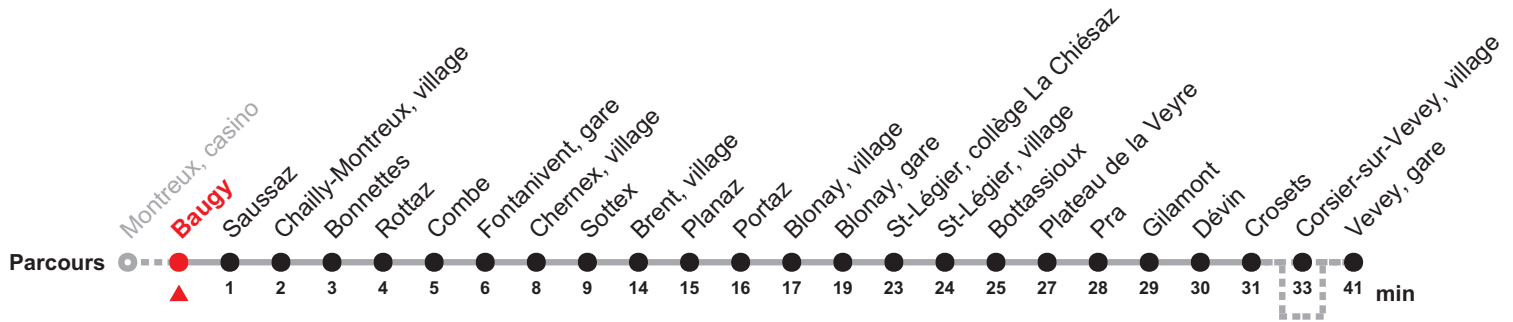 Montreux, casino
Baugy
Saussaz
Chailly-Montreux, village
Bonnettes
Rottaz
Combe
Fontanivent, gare
Chernex, village
Sottex
Brent, village
Planaz
Portaz
Blonay, village
Blonay, gare
St-Légier, collège La Chiésaz
St-Légier, village
Bottassioux
Plateau de la Veyre
Pra
Gilamont
Dévin
Crosets
Corsier-sur-Vevey, village
Vevey, gare
Parcours
1 2 3 4 5 6 8 9 14 15 16 17 19 23 24 25 27 28 29 30 31 33 41 min